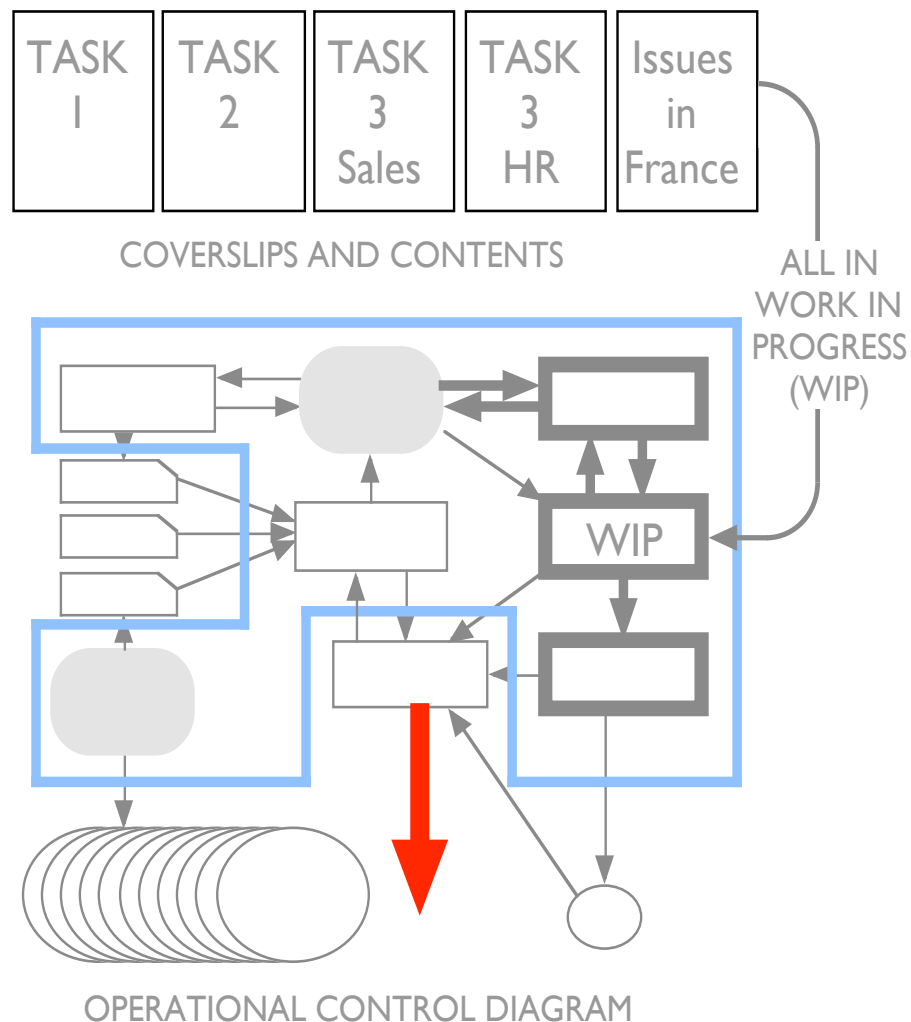 TASK
1
TASK
2
TASK
3
Sales
TASK
3
HR
Issues
in
France
COVERSLIPS AND CONTENTS
ALL IN
WORK IN
PROGRESS
(WIP)
WIP
OPERATIONAL CONTROL DIAGRAM